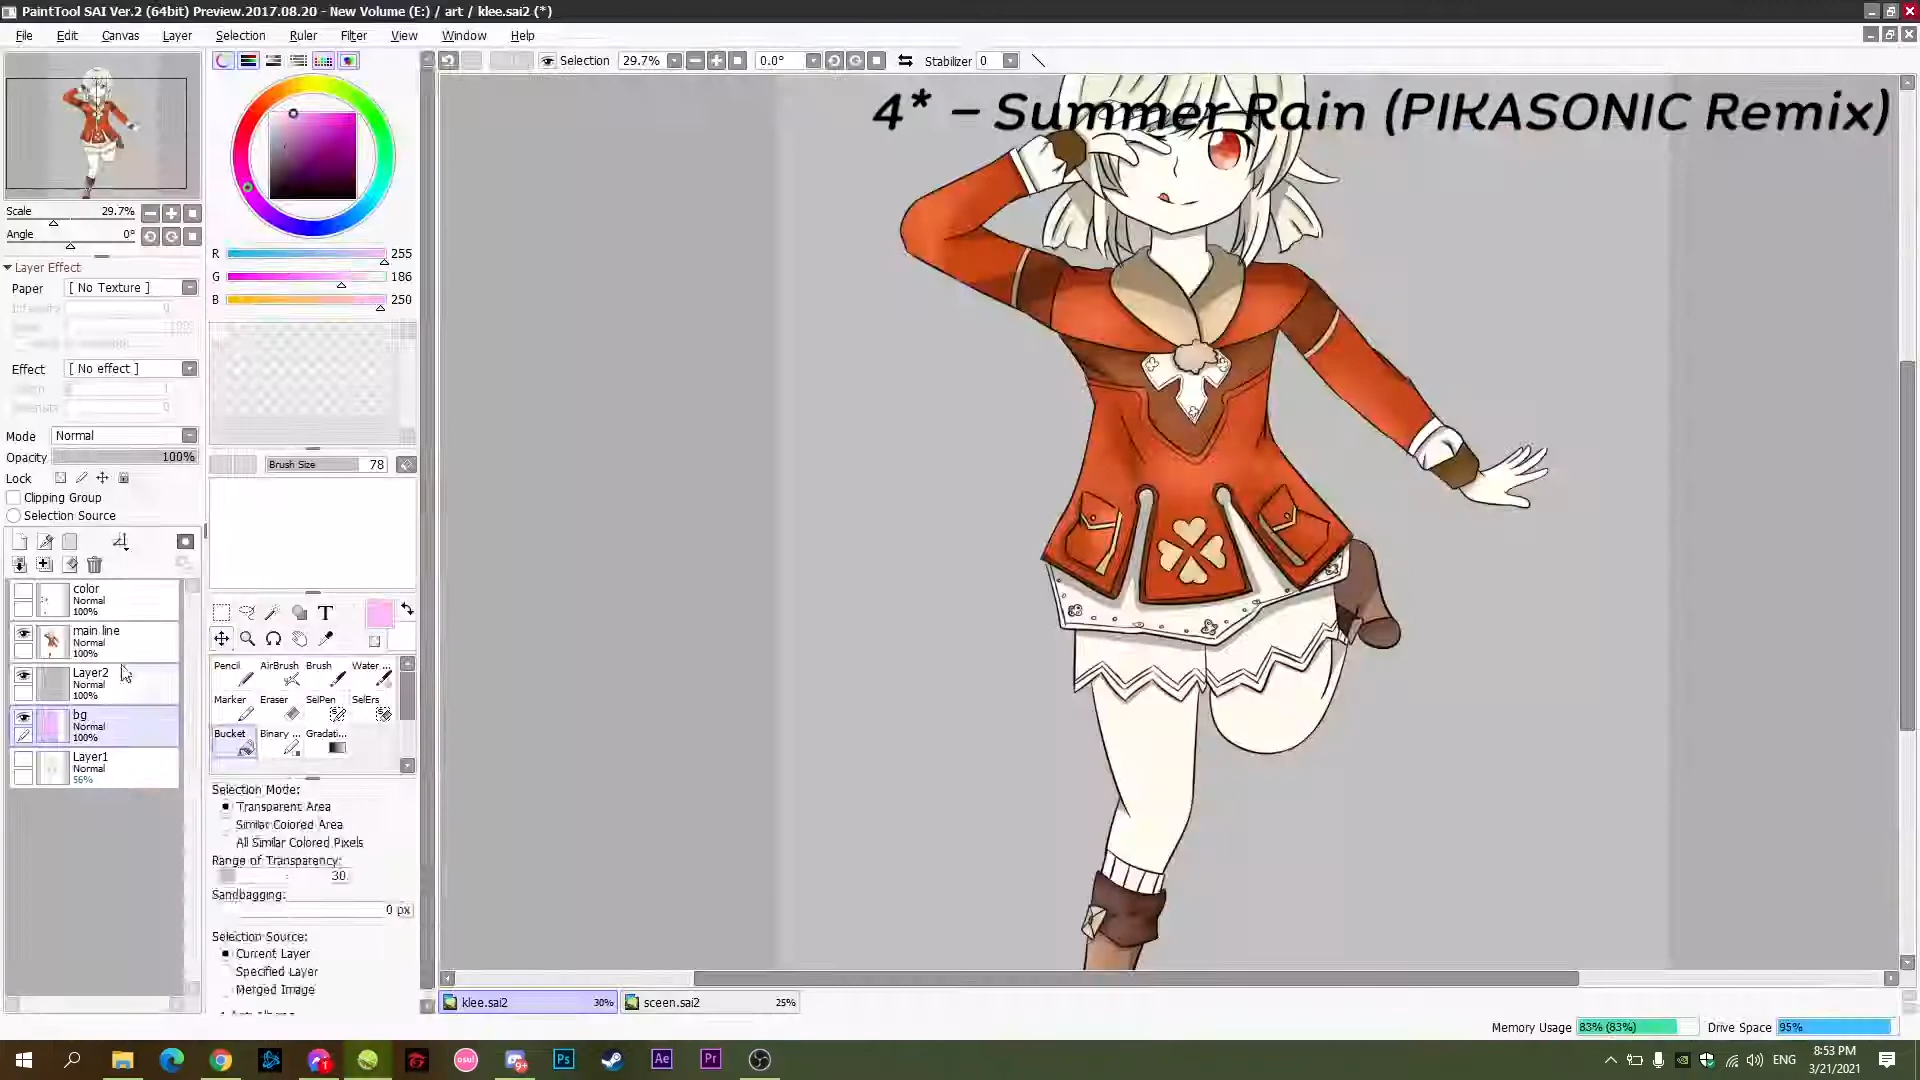 PaintTool SAI Ver.2 (64bit) Preview.2017.08.20 - New Volume (E:) / art / klee.sai2 (*)
File Edit Canvas Layer Selection Ruler Filter View Window Help
Selection 29.7% 0.0° Stabilizer 0
4* – Summer Rain (PIKASONIC Remix)
Scale 29.7%
Angle 0°
Layer Effect
Paper [ No Texture ]
Effect [ No effect ]
Mode Normal
Opacity 100%
Lock
Clipping Group
Selection Source
color
Normal
100%
main line
Normal
100%
Layer2
Normal
100%
bg
Normal
100%
Layer1
Normal
56%
R 255
G 186
B 250
Brush Size 78
T
Pencil AirBrush Brush Water ...
Marker Eraser SelPen SelErs
Bucket Binary ... Gradati...
Selection Mode:
Transparent Area
Similar Colored Area
All Similar Colored Pixels
Range of Transparency:
30
Sandbagging:
0 px
Selection Source:
Current Layer
Specified Layer
Merged Image
klee.sai2 30% sceen.sai2 25%
Memory Usage 83% (83%) Drive Space 95%
osu! 9+ Ps Ae Pr
ENG
8:53 PM
3/21/2021